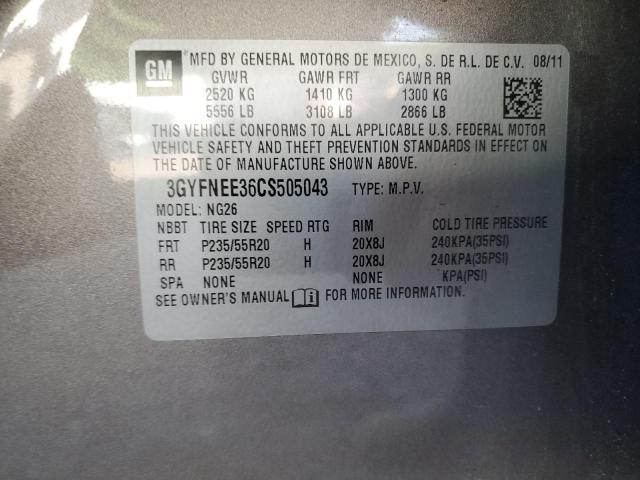 GM
MFD BY GENERAL MOTORS DE MEXICO, S. DE R.L. DE C.V. 08/11
GVWR GAWR FRT GAWR RR
2520 KG 1410 KG 1300 KG
5556 LB 3108 LB 2866 LB
THIS VEHICLE CONFORMS TO ALL APPLICABLE U.S. FEDERAL MOTOR
VEHICLE SAFETY AND THEFT PREVENTION STANDARDS IN EFFECT ON
THE DATE OF MANUFACTURE SHOWN ABOVE.
3GYFNEE36CS505043 TYPE: M.P.V.
MODEL: NG26
NBBT TIRE SIZE SPEED RTG RIM COLD TIRE PRESSURE
FRT P235/55R20 H 20X8J 240KPA(35PSI)
RR P235/55R20 H 20X8J 240KPA(35PSI)
SPA NONE NONE KPA(PSI)
SEE OWNER'S MANUAL FOR MORE INFORMATION.